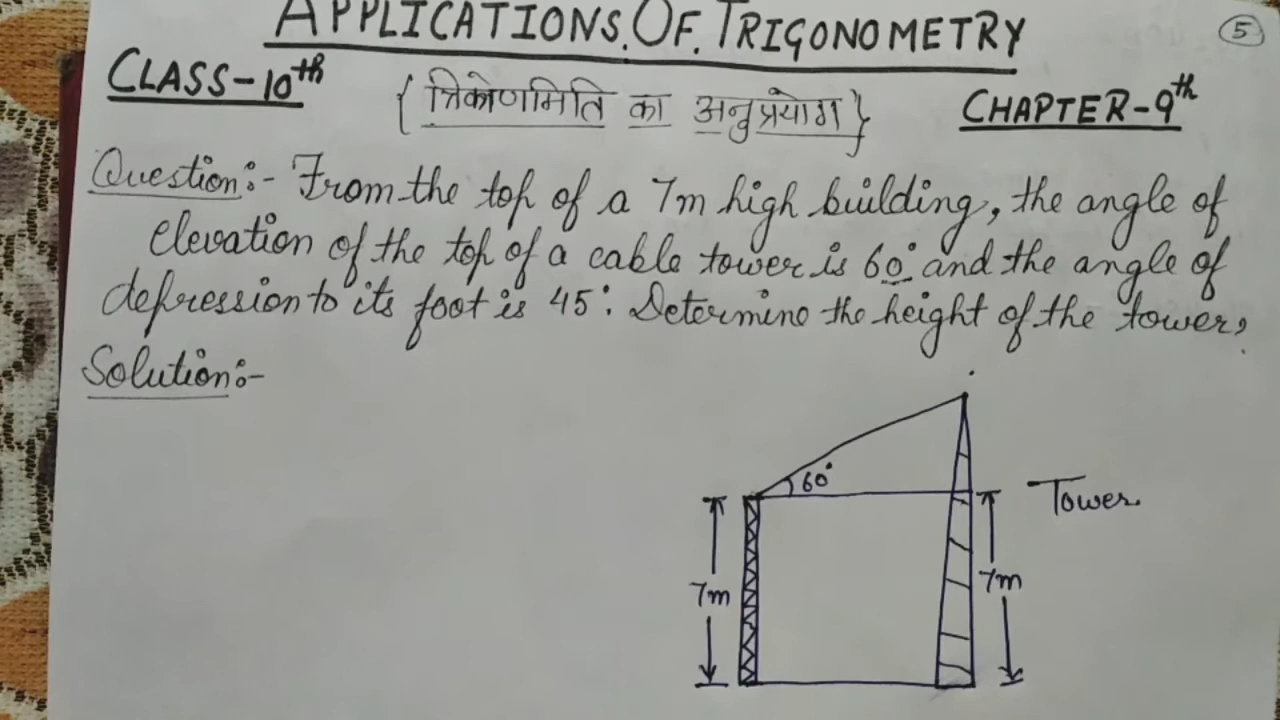 APPLICATIONS. OF. TRIGONOMETRY
5
CLASS-10th
{त्रिकोणमिति का अनुप्रयोग}
CHAPTER-9th
Question:- From the top of a 7m high building, the angle of
elevation of the top of a cable tower is 60° and the angle of
depression to its foot is 45°. Determine the height of the tower,
Solution:-
60°
Tower
7m
7m